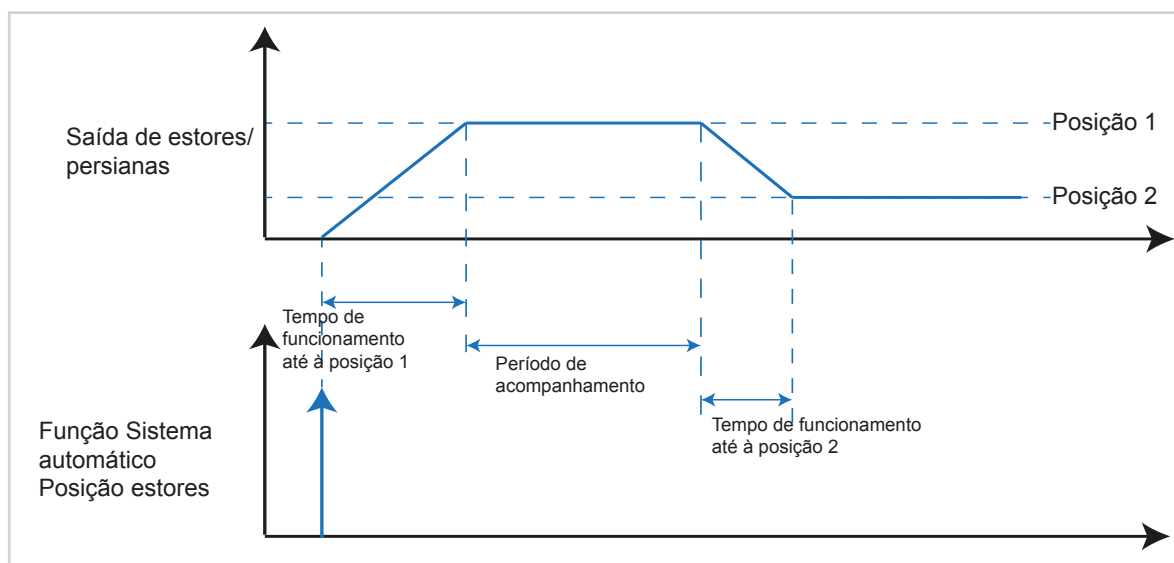 Saída de estores/
persianas
Posição 1
Posição 2
Tempo de
funcionamento
até à posição 1
Período de
acompanhamento
Tempo de funcionamento
até à posição 2
Função Sistema
automático
Posição estores